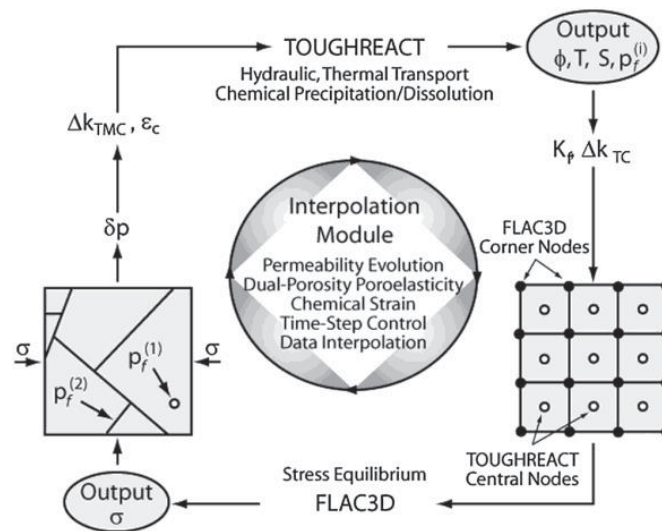 TOUGHREACT
Hydraulic, Thermal Transport
Chemical Precipitation/Dissolution
Output
ϕ, T, S, p_f^(i)
K_f, Δk_TC
FLAC3D
Corner Nodes
TOUGHREACT
Central Nodes
Stress Equilibrium
FLAC3D
Output
σ
σ
σ
p_f^(1)
p_f^(2)
δp
Δk_TMC, ε_c
Interpolation
Module
Permeability Evolution
Dual-Porosity Poroelasticity
Chemical Strain
Time-Step Control
Data Interpolation